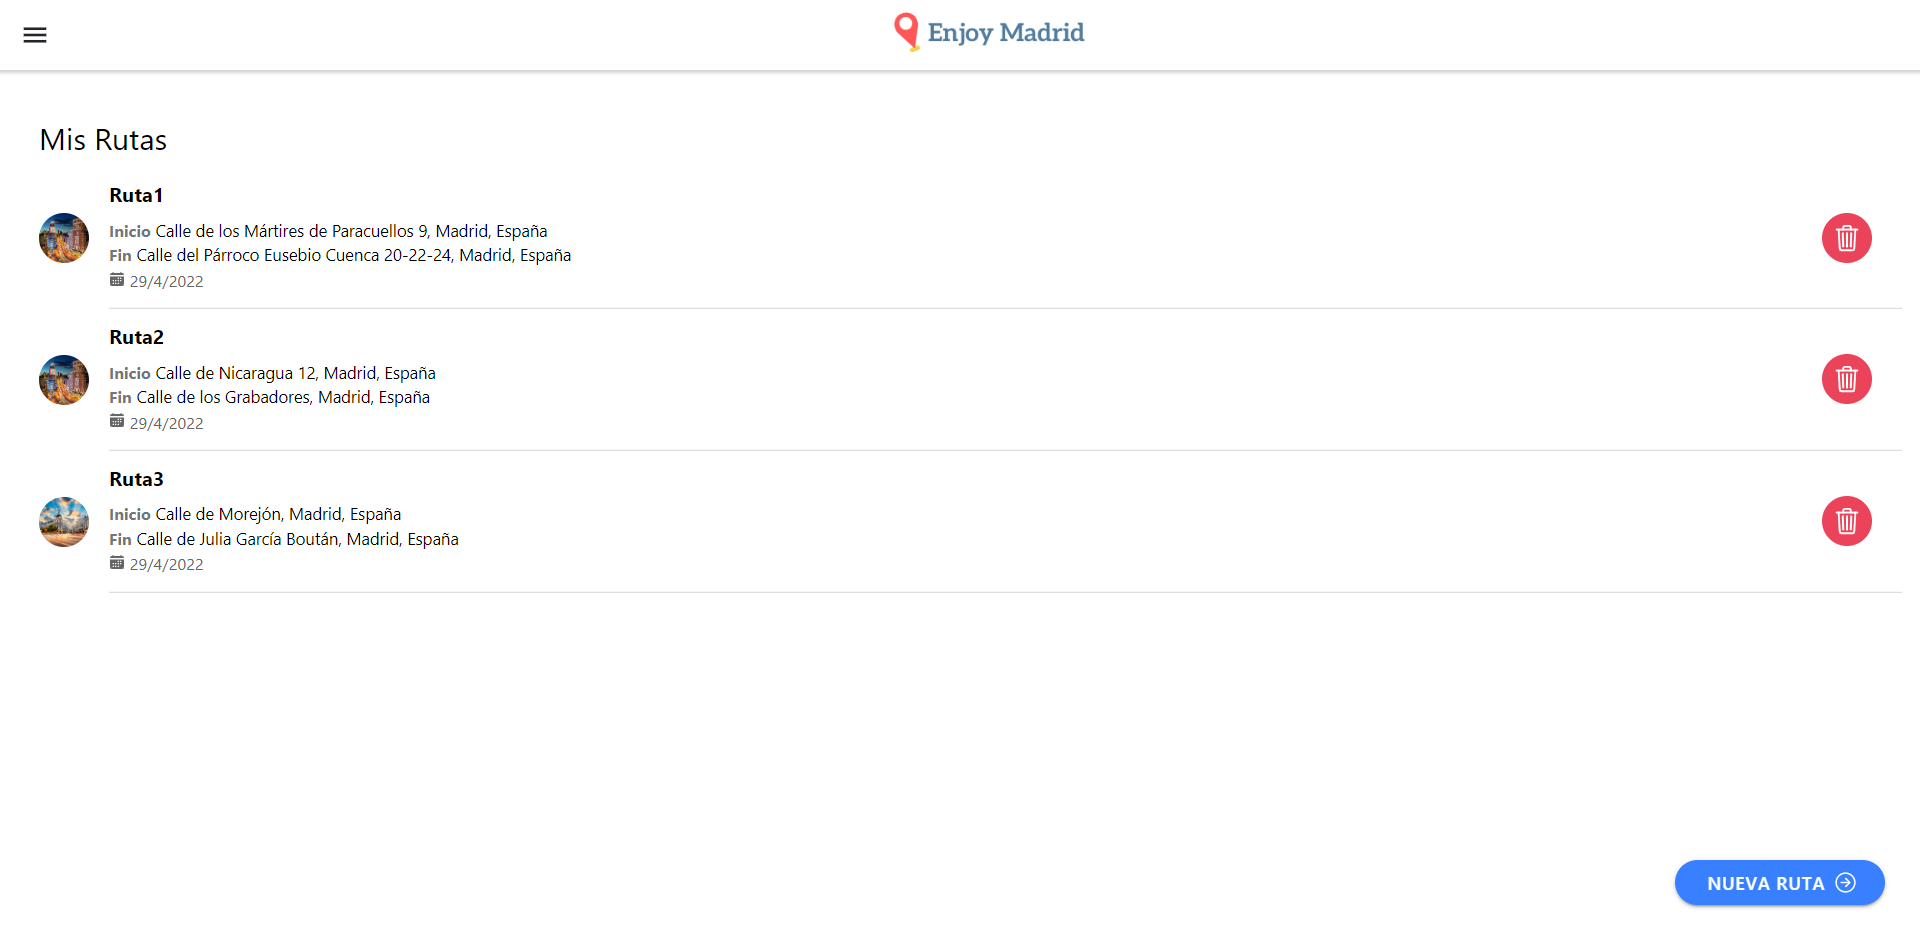 Enjoy Madrid
Mis Rutas
Ruta1
Inicio Calle de los Mártires de Paracuellos 9, Madrid, España
Fin Calle del Párroco Eusebio Cuenca 20-22-24, Madrid, España
29/4/2022
Ruta2
Inicio Calle de Nicaragua 12, Madrid, España
Fin Calle de los Grabadores, Madrid, España
29/4/2022
Ruta3
Inicio Calle de Morejón, Madrid, España
Fin Calle de Julia García Boután, Madrid, España
29/4/2022
NUEVA RUTA